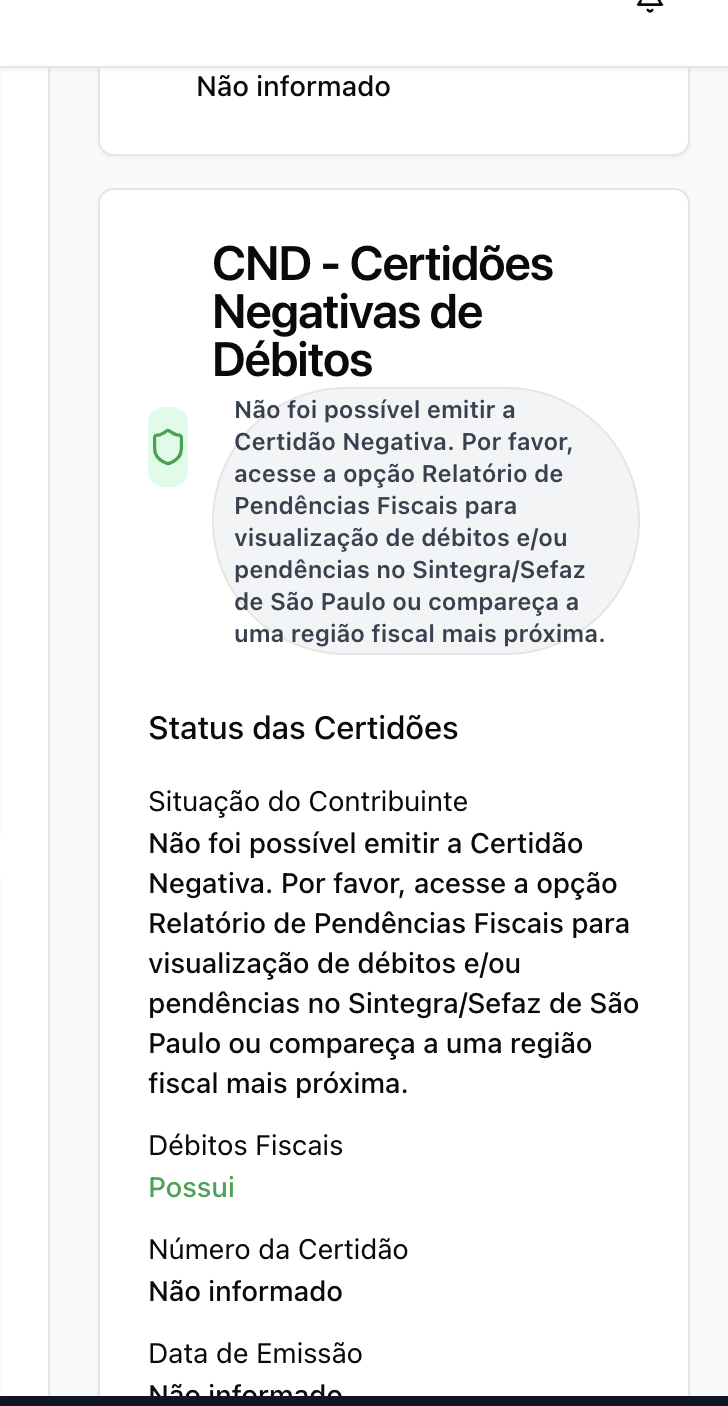 Não informado
CND - Certidões
Negativas de
Débitos
Não foi possível emitir a
Certidão Negativa. Por favor,
acesse a opção Relatório de
Pendências Fiscais para
visualização de débitos e/ou
pendências no Sintegra/Sefaz
de São Paulo ou compareça a
uma região fiscal mais próxima.
Status das Certidões
Situação do Contribuinte
Não foi possível emitir a Certidão
Negativa. Por favor, acesse a opção
Relatório de Pendências Fiscais para
visualização de débitos e/ou
pendências no Sintegra/Sefaz de São
Paulo ou compareça a uma região
fiscal mais próxima.
Débitos Fiscais
Possui
Número da Certidão
Não informado
Data de Emissão
Não informado